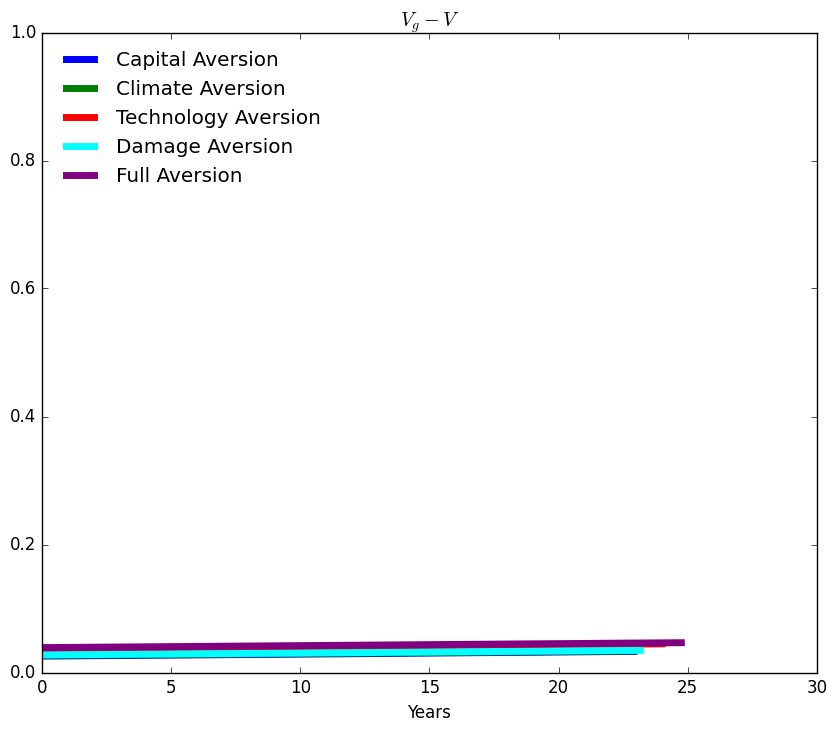 V_g − V
1.0
Capital Aversion
Climate Aversion
Technology Aversion
Damage Aversion
Full Aversion
0.8
0.6
0.4
0.2
0.0
0 5 10 15 20 25 30
Years